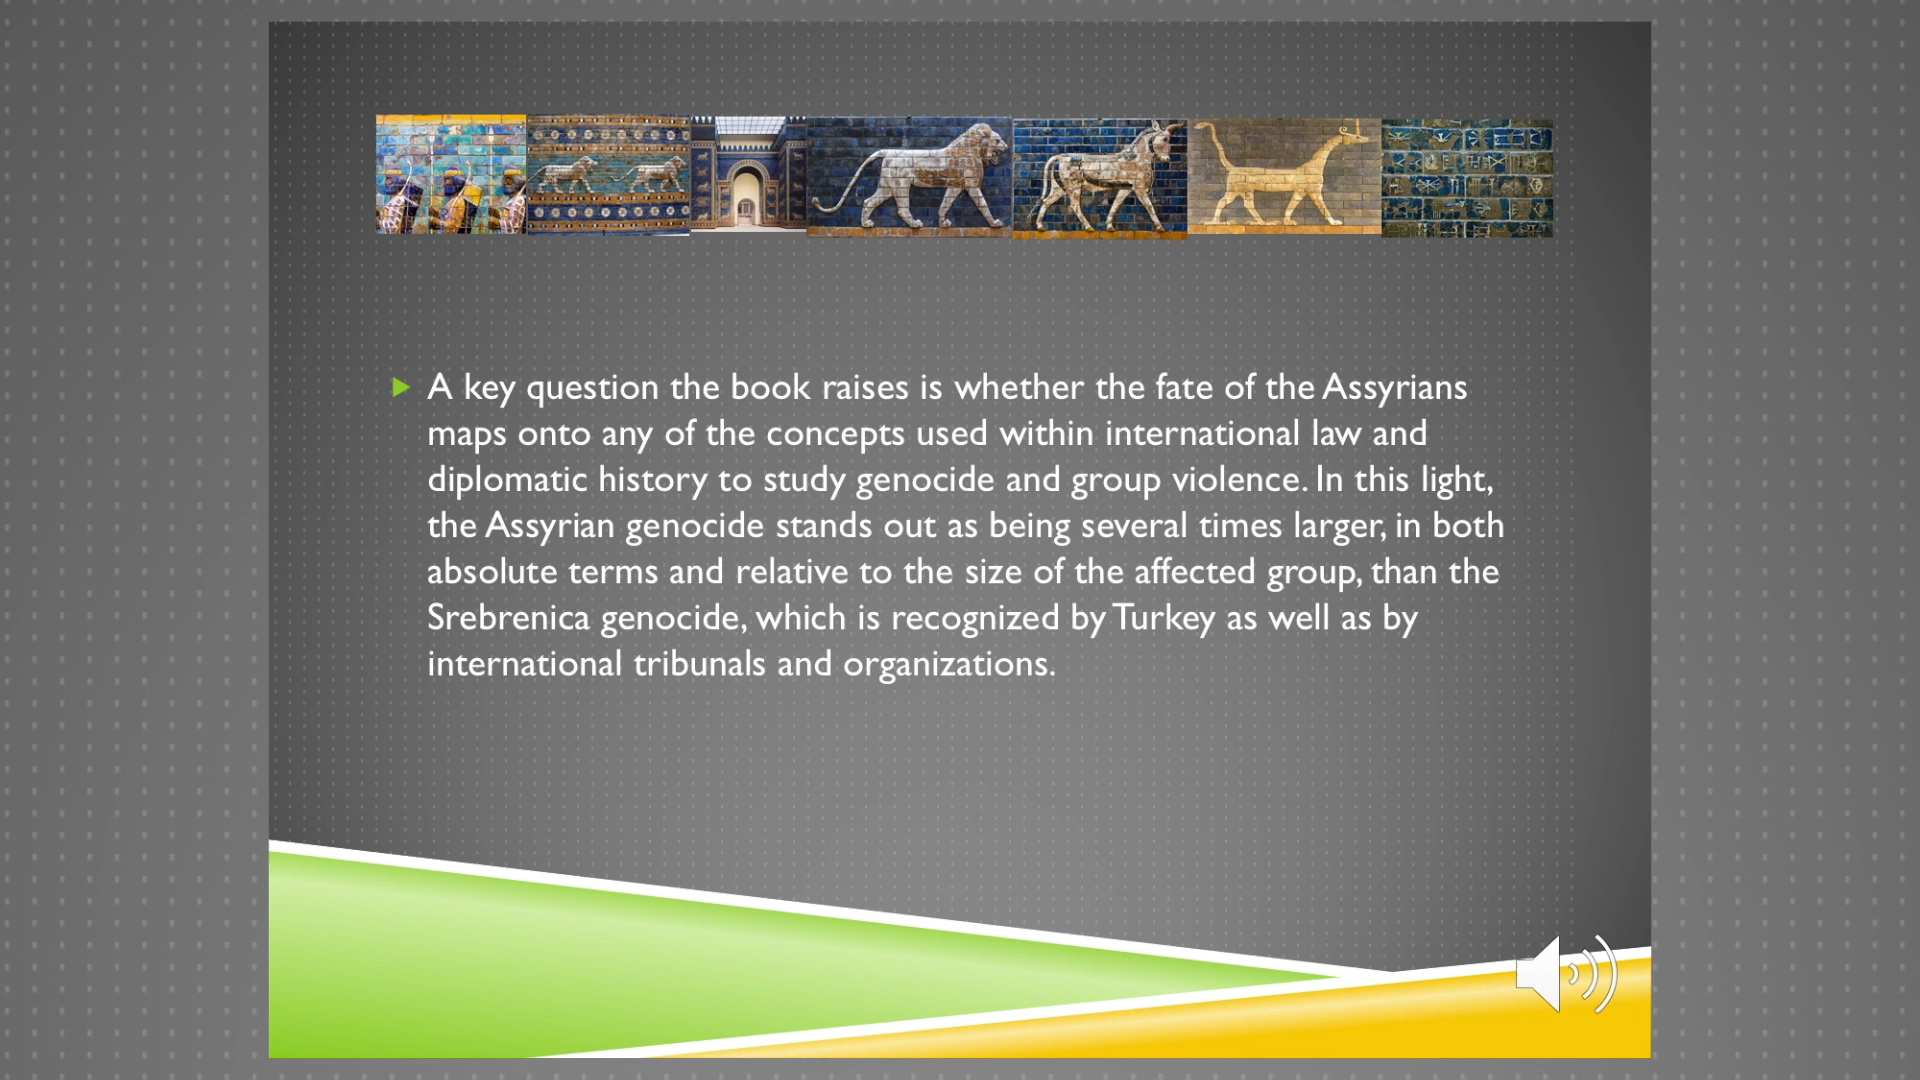 A key question the book raises is whether the fate of the Assyrians
maps onto any of the concepts used within international law and
diplomatic history to study genocide and group violence. In this light,
the Assyrian genocide stands out as being several times larger, in both
absolute terms and relative to the size of the affected group, than the
Srebrenica genocide, which is recognized by Turkey as well as by
international tribunals and organizations.